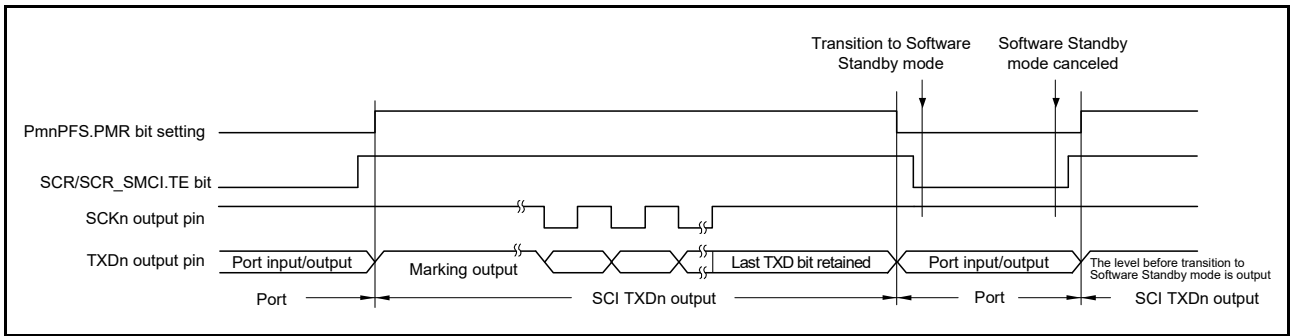 Transition to Software
Standby mode
Software Standby
mode canceled
PmnPFS.PMR bit setting
SCR/SCR_SMCI.TE bit
SCKn output pin
TXDn output pin
Port input/output
Marking output
Last TXD bit retained
Port input/output
The level before transition to
Software Standby mode is output
Port
SCI TXDn output
Port
SCI TXDn output